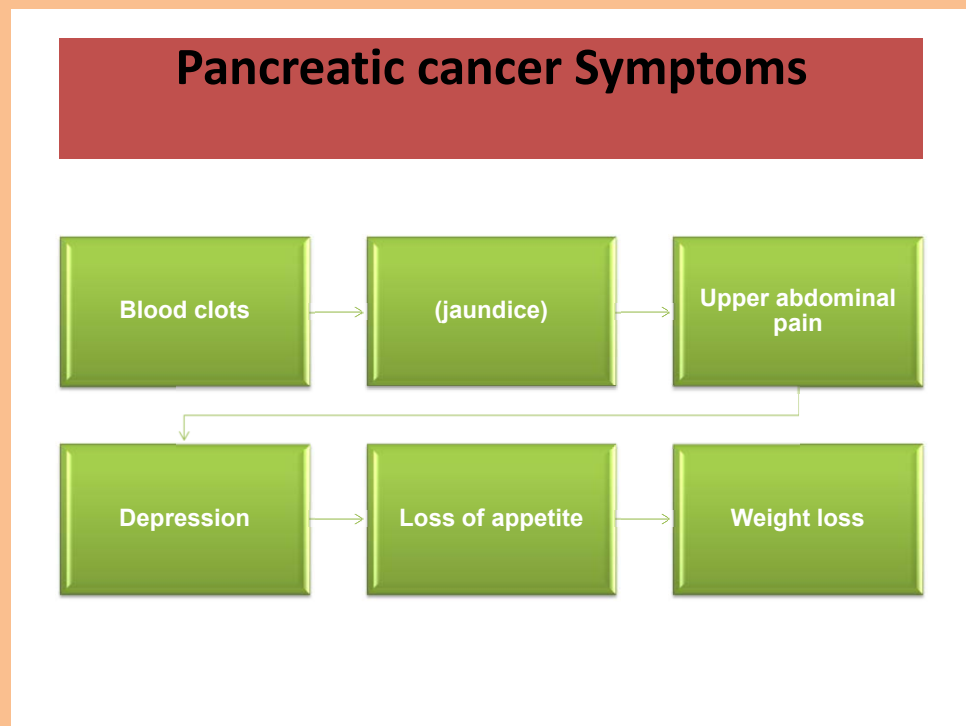 Pancreatic cancer Symptoms
Blood clots
(jaundice)
Upper abdominal
pain
Depression
Loss of appetite
Weight loss